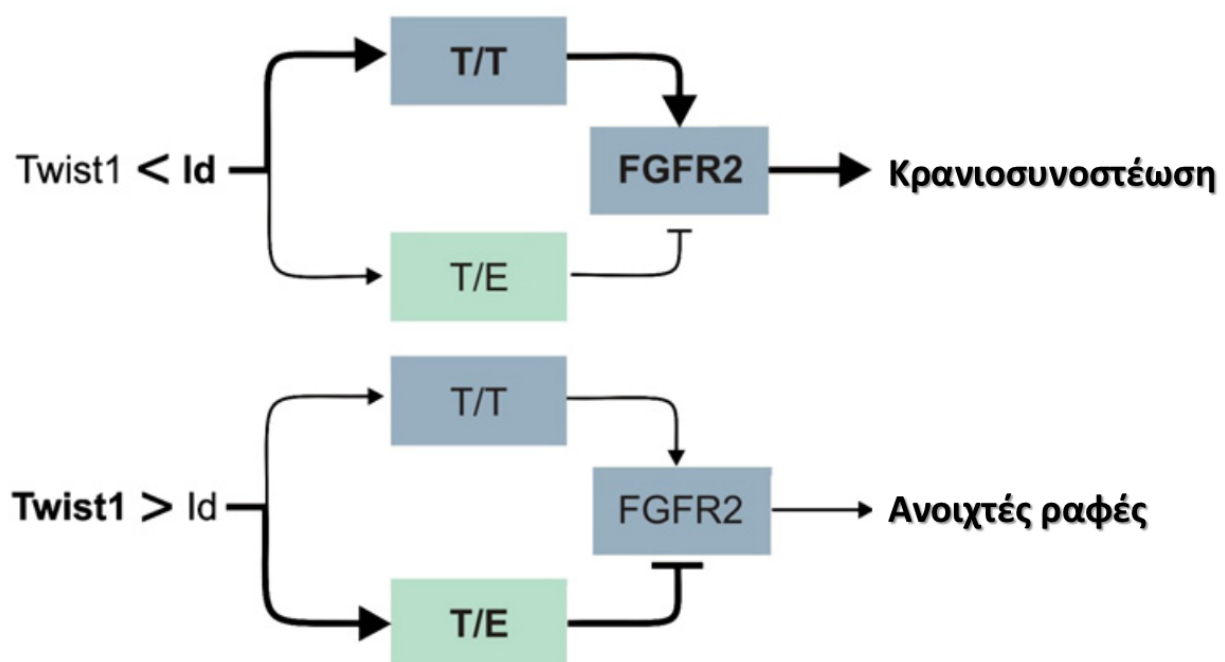 T/T
Twist1 < Id
FGFR2
Κρανιοσυνοστέωση
T/E
T/T
Twist1 > Id
FGFR2
Ανοιχτές ραφές
T/E